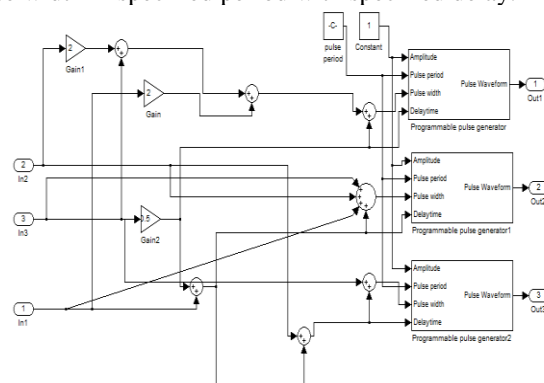 -C-
1
pulse
period
Constant
2
Gain1
2
Gain
Amplitude
Pulse period
Pulse width
Delaytime
Pulse Waveform
1
Out1
Programmable pulse generator
2
In2
3
In3
0.5
Gain2
Amplitude
Pulse period
Pulse width
Delaytime
Pulse Waveform
2
Out2
Programmable pulse generator1
1
In1
Amplitude
Pulse period
Pulse width
Delaytime
Pulse Waveform
3
Out3
Programmable pulse generator2